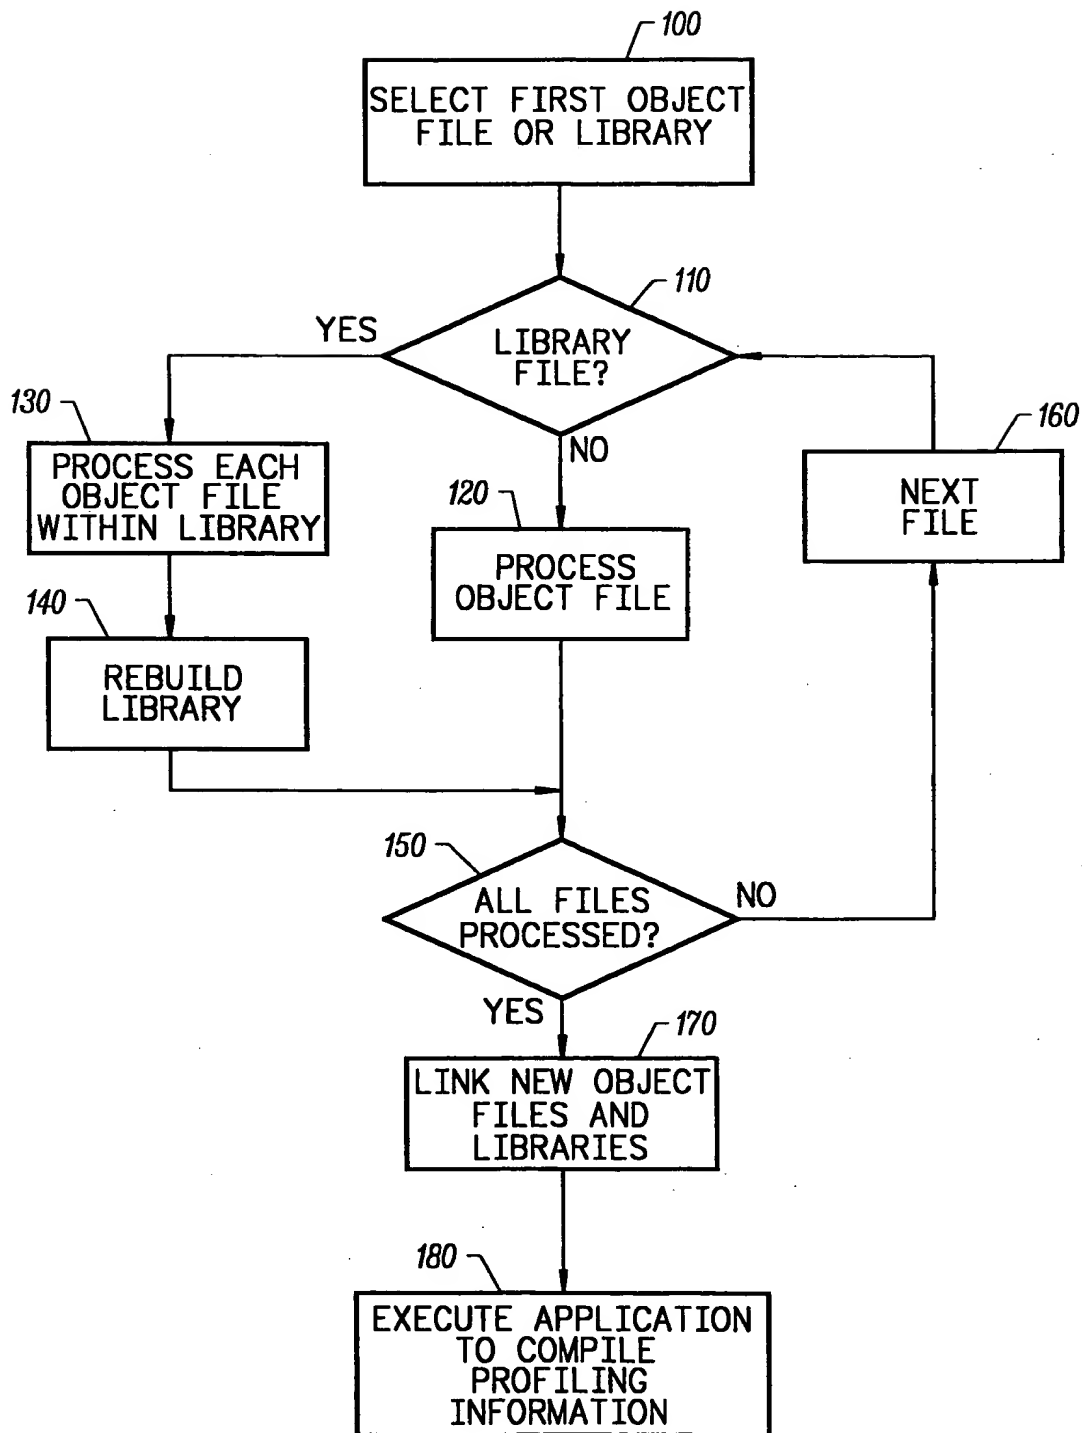 100
SELECT FIRST OBJECT
FILE OR LIBRARY
110
YES
LIBRARY
FILE?
NO
130
PROCESS EACH
OBJECT FILE
WITHIN LIBRARY
120
PROCESS
OBJECT FILE
160
NEXT
FILE
140
REBUILD
LIBRARY
150
ALL FILES
PROCESSED?
NO
YES
170
LINK NEW OBJECT
FILES AND
LIBRARIES
180
EXECUTE APPLICATION
TO COMPILE
PROFILING
INFORMATION